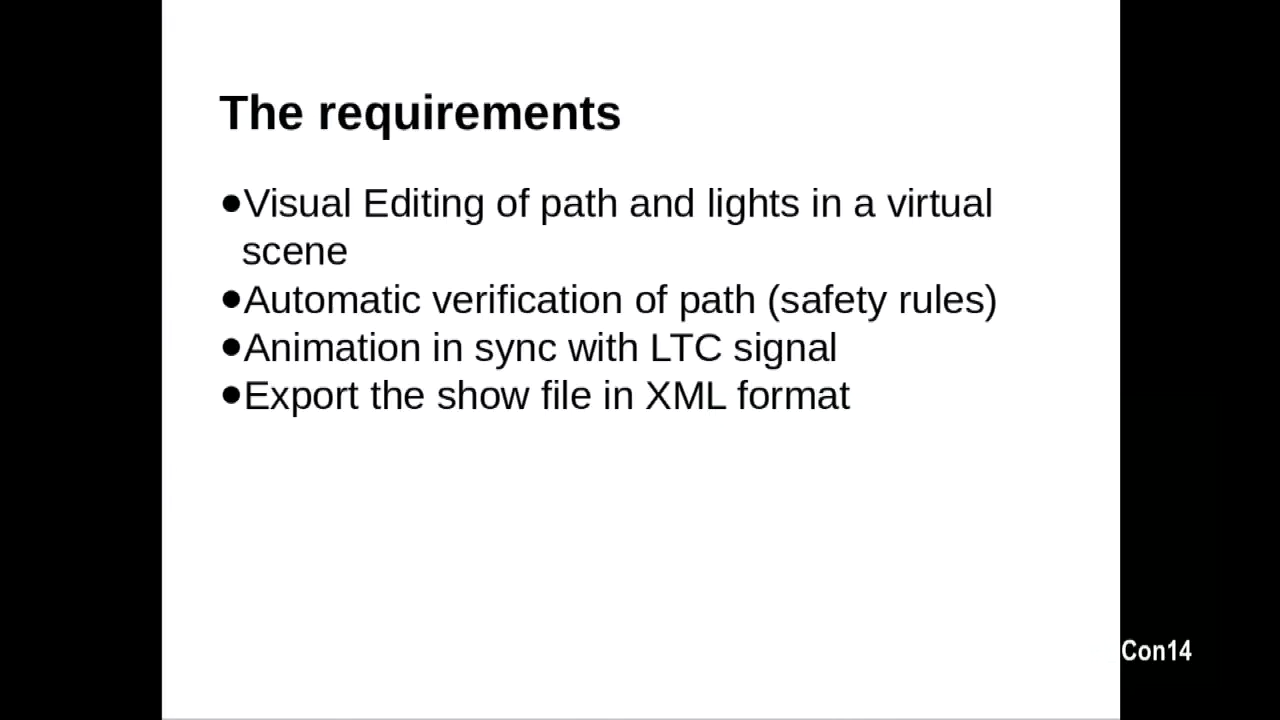 The requirements
●Visual Editing of path and lights in a virtual
scene
●Automatic verification of path (safety rules)
●Animation in sync with LTC signal
●Export the show file in XML format
Con14